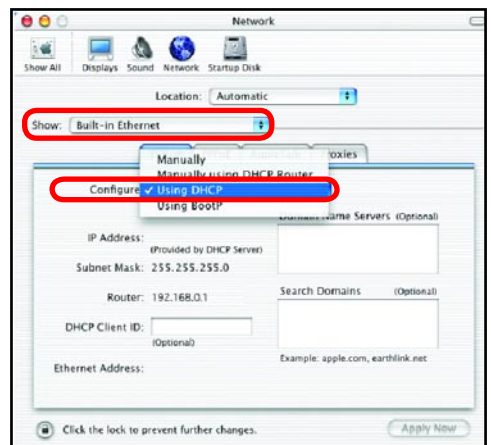 Network
Show All Displays Sound Network Startup Disk
Location: Automatic
Show: Built-in Ethernet
Proxies
Manually
Manually using DHCP Router
Configure ✓ Using DHCP
Using BootP
Domain Name Servers (Optional)
IP Address:
(Provided by DHCP Server)
Subnet Mask: 255.255.255.0
Router: 192.168.0.1
Search Domains (Optional)
DHCP Client ID:
(Optional)
Example: apple.com, earthlink.net
Ethernet Address:
Click the lock to prevent further changes.
Apply Now